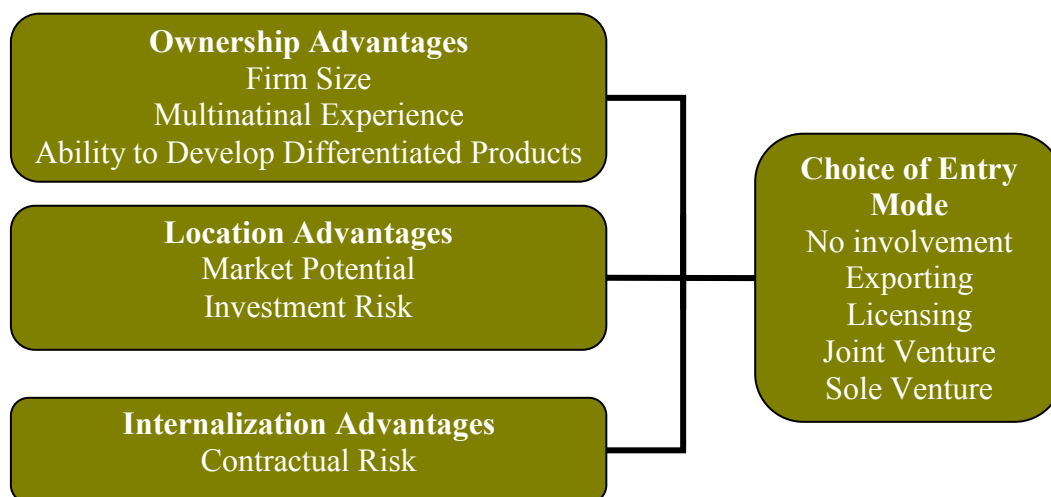 Ownership Advantages
Firm Size
Multinatinal Experience
Ability to Develop Differentiated Products
Location Advantages
Market Potential
Investment Risk
Internalization Advantages
Contractual Risk
Choice of Entry
Mode
No involvement
Exporting
Licensing
Joint Venture
Sole Venture